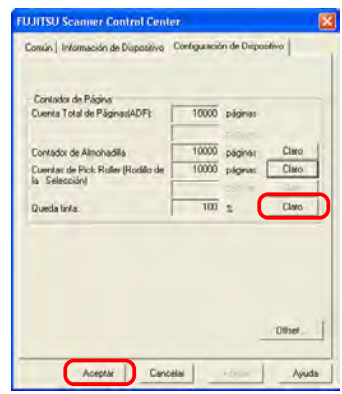 FUJITSU Scanner Control Center
Común Información de Dispositivo Configuración de Dispositivo
Contador de Página
Cuenta Total de Páginas(ADF): 10000 páginas
Contador de Almohadilla 10000 páginas Claro
Cuentas de Pick Roller (Rodillo de la Selección) 10000 páginas Claro
Queda tinta: 100 % Claro
Offset...
Aceptar Cancelar Ayuda